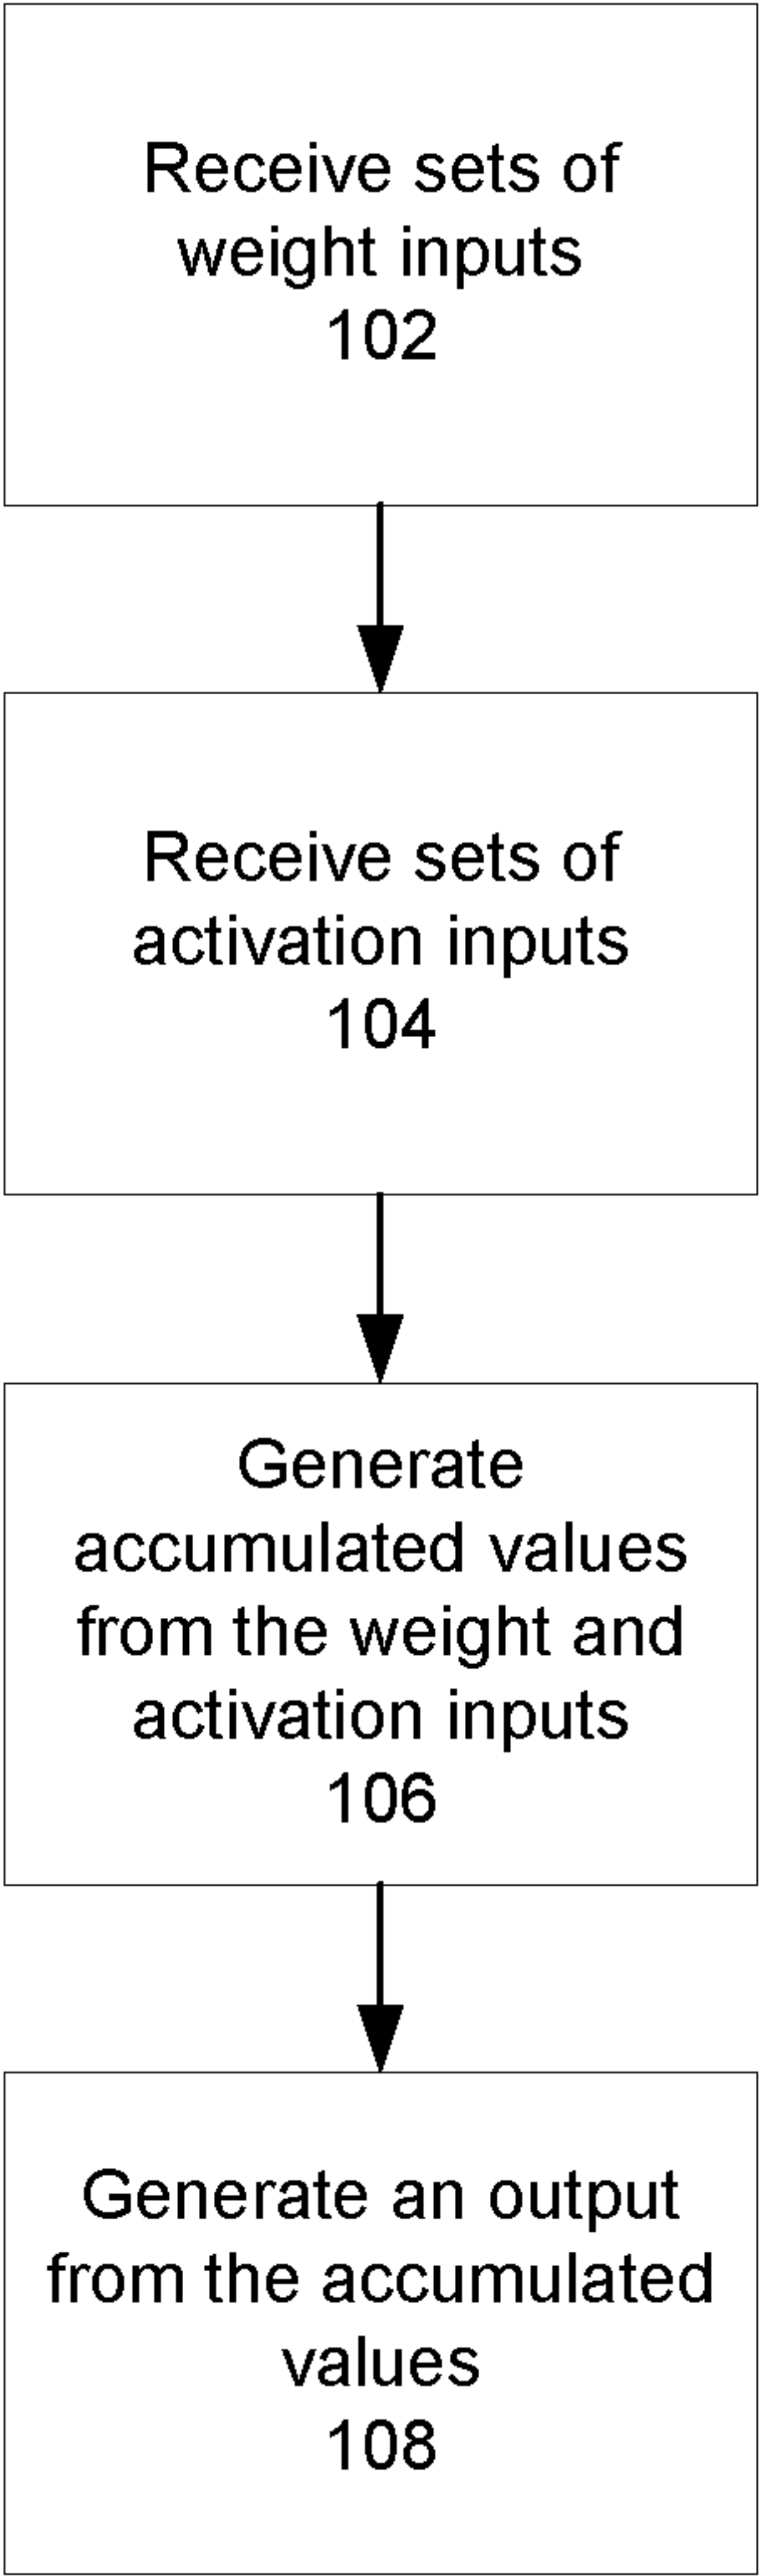 Receive sets of
weight inputs
102
Receive sets of
activation inputs
104
Generate
accumulated values
from the weight and
activation inputs
106
Generate an output
from the accumulated
values
108